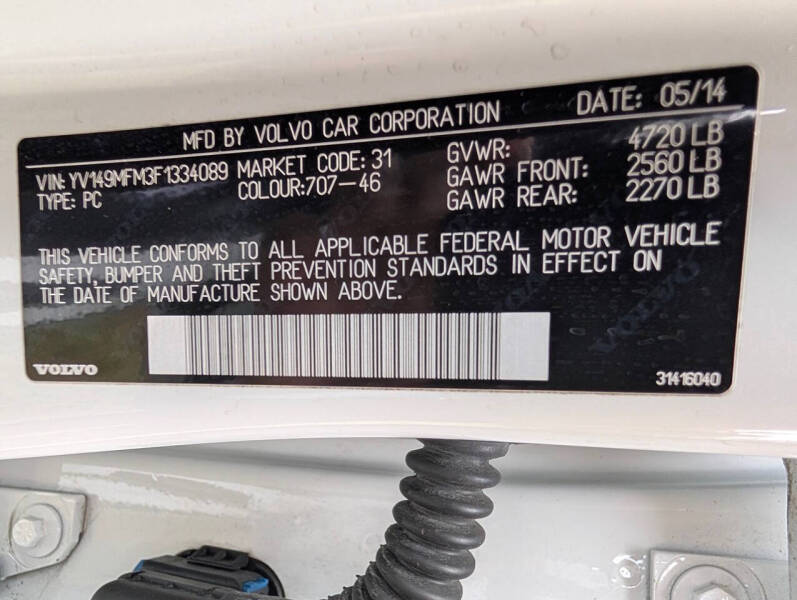 MFD BY VOLVO CAR CORPORATION DATE: 05/14
VIN: YV149MFM3F1334089 MARKET CODE: 31 GVWR: 4720 LB
TYPE: PC COLOUR:707-46 GAWR FRONT: 2560 LB
GAWR REAR: 2270 LB
THIS VEHICLE CONFORMS TO ALL APPLICABLE FEDERAL MOTOR VEHICLE
SAFETY, BUMPER AND THEFT PREVENTION STANDARDS IN EFFECT ON
THE DATE OF MANUFACTURE SHOWN ABOVE.
VOLVO 31416040